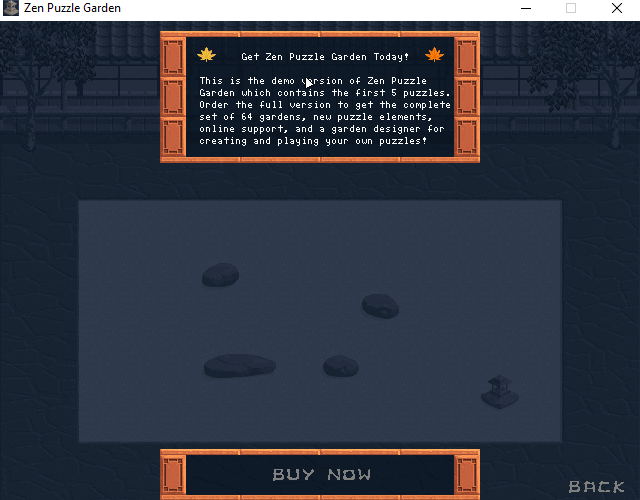 Zen Puzzle Garden
Get Zen Puzzle Garden Today!
This is the demo version of Zen Puzzle
Garden which contains the first 5 puzzles.
Order the full version to get the complete
set of 64 gardens, new puzzle elements,
online support, and a garden designer for
creating and playing your own puzzles!
BUY NOW
BACK